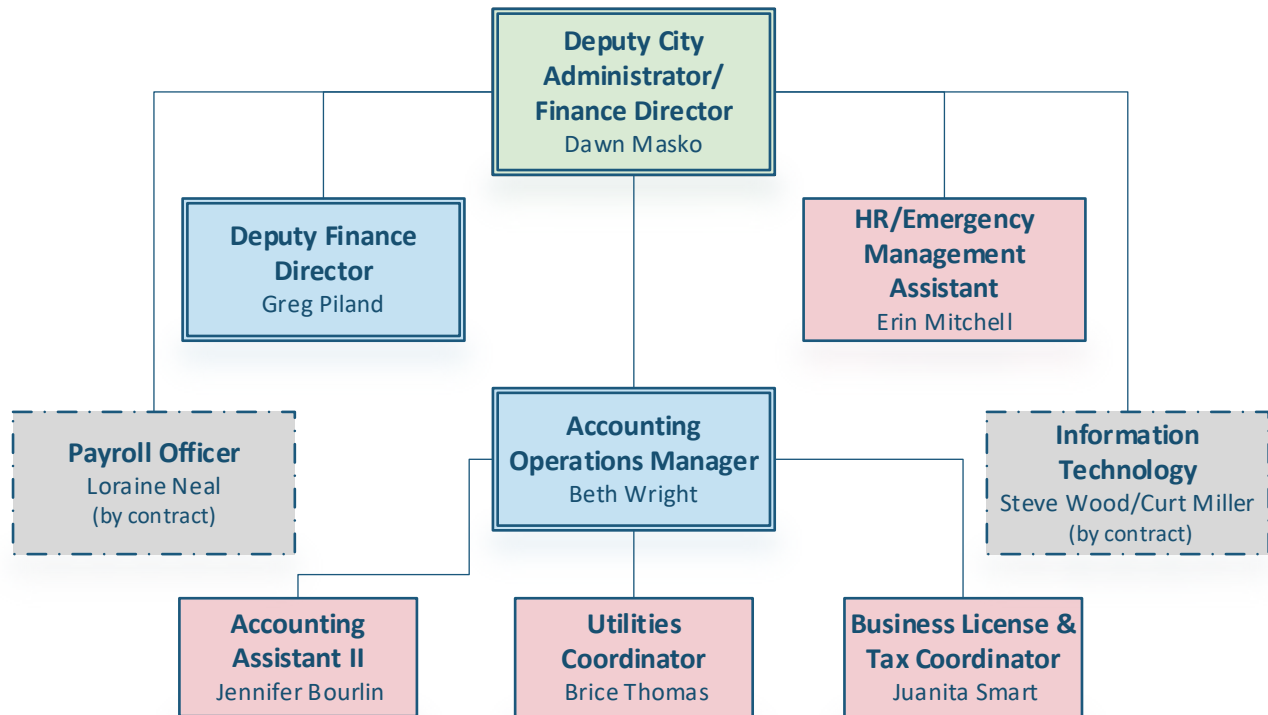 Deputy City
Administrator/
Finance Director
Dawn Masko
Deputy Finance
Director
Greg Piland
HR/Emergency
Management
Assistant
Erin Mitchell
Payroll Officer
Loraine Neal
(by contract)
Accounting
Operations Manager
Beth Wright
Information
Technology
Steve Wood/Curt Miller
(by contract)
Accounting
Assistant II
Jennifer Bourlin
Utilities
Coordinator
Brice Thomas
Business License &
Tax Coordinator
Juanita Smart